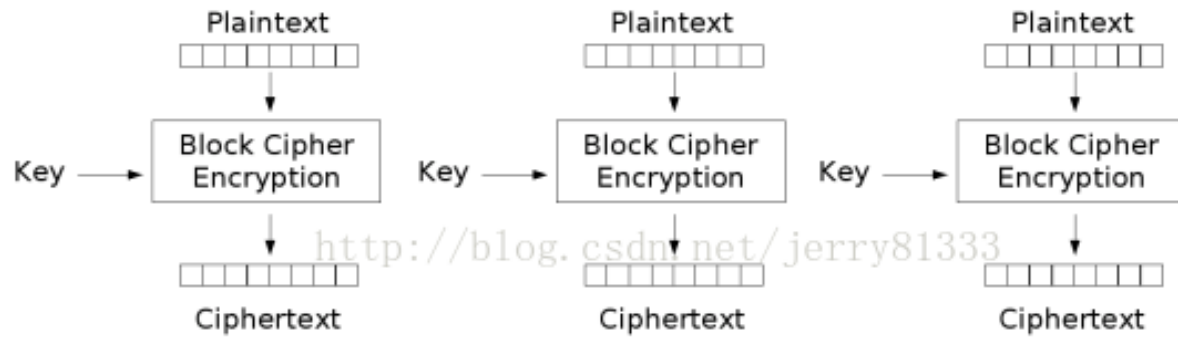 Plaintext Plaintext Plaintext
Block Cipher Block Cipher Block Cipher
Key Encryption Key Encryption Key Encryption
http://blog.csdn.net/jerry81333
Ciphertext Ciphertext Ciphertext